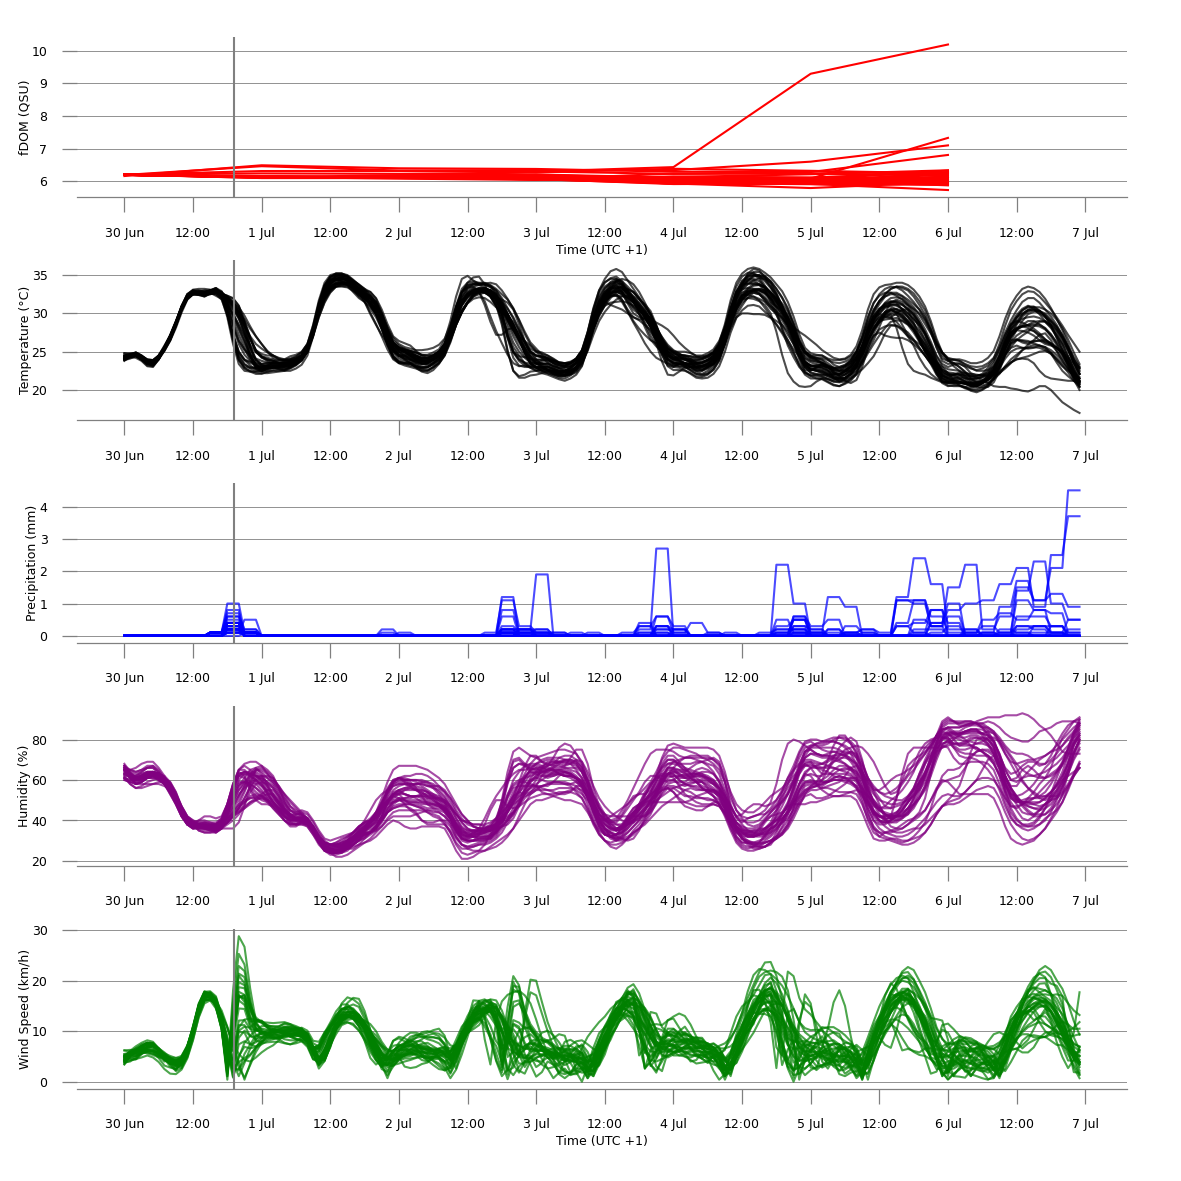 fDOM (QSU)
10
9
8
7
6
30 Jun 12:00 1 Jul 12:00 2 Jul 12:00 3 Jul 12:00 4 Jul 12:00 5 Jul 12:00 6 Jul 12:00 7 Jul
Time (UTC +1)
Temperature (°C)
35
30
25
20
30 Jun 12:00 1 Jul 12:00 2 Jul 12:00 3 Jul 12:00 4 Jul 12:00 5 Jul 12:00 6 Jul 12:00 7 Jul
Precipitation (mm)
4
3
2
1
0
30 Jun 12:00 1 Jul 12:00 2 Jul 12:00 3 Jul 12:00 4 Jul 12:00 5 Jul 12:00 6 Jul 12:00 7 Jul
Humidity (%)
80
60
40
20
30 Jun 12:00 1 Jul 12:00 2 Jul 12:00 3 Jul 12:00 4 Jul 12:00 5 Jul 12:00 6 Jul 12:00 7 Jul
Wind Speed (km/h)
30
20
10
0
30 Jun 12:00 1 Jul 12:00 2 Jul 12:00 3 Jul 12:00 4 Jul 12:00 5 Jul 12:00 6 Jul 12:00 7 Jul
Time (UTC +1)